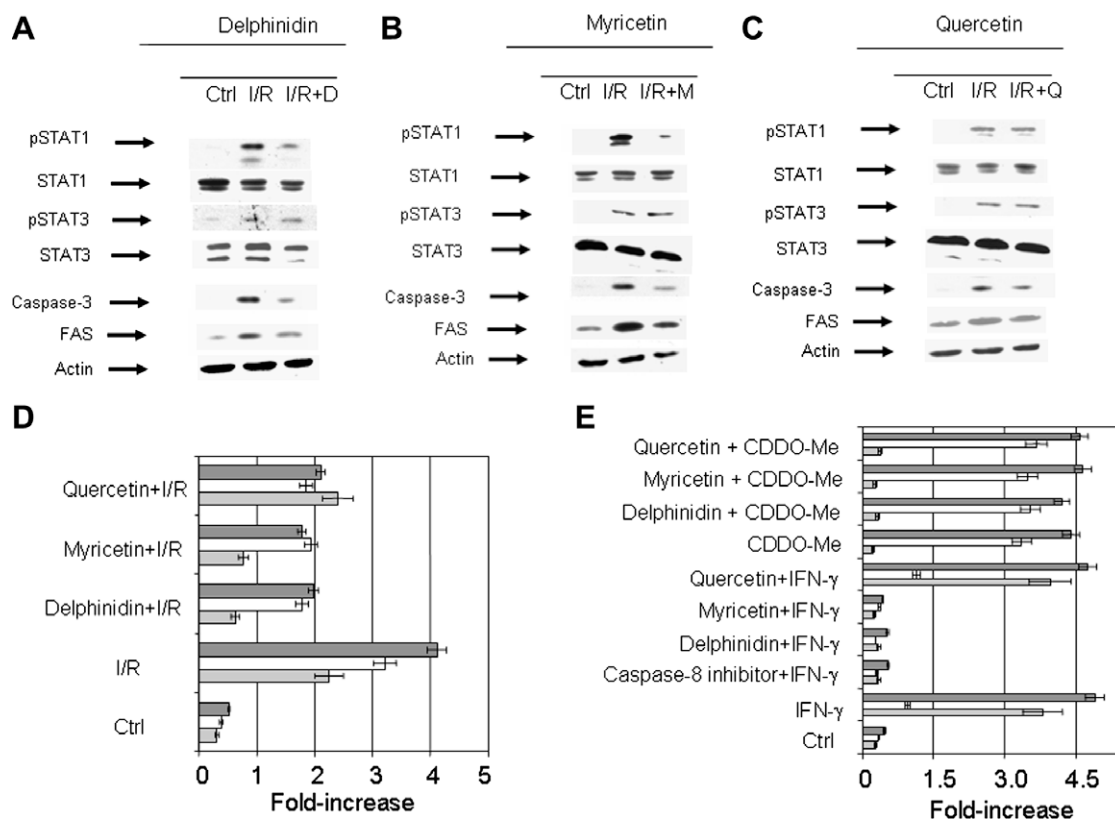 A
Delphinidin
Ctrl I/R I/R+D
pSTAT1
STAT1
pSTAT3
STAT3
Caspase-3
FAS
Actin
B
Myricetin
Ctrl I/R I/R+M
pSTAT1
STAT1
pSTAT3
STAT3
Caspase-3
FAS
Actin
C
Quercetin
Ctrl I/R I/R+Q
pSTAT1
STAT1
pSTAT3
STAT3
Caspase-3
FAS
Actin
D
Quercetin+I/R
Myricetin+I/R
Delphinidin+I/R
I/R
Ctrl
0 1 2 3 4 5
Fold-increase
E
Quercetin + CDDO-Me
Myricetin + CDDO-Me
Delphinidin + CDDO-Me
CDDO-Me
Quercetin+IFN-γ
Myricetin+IFN-γ
Delphinidin+IFN-γ
Caspase-8 inhibitor+IFN-γ
IFN-γ
Ctrl
0 1.5 3.0 4.5
Fold-increase